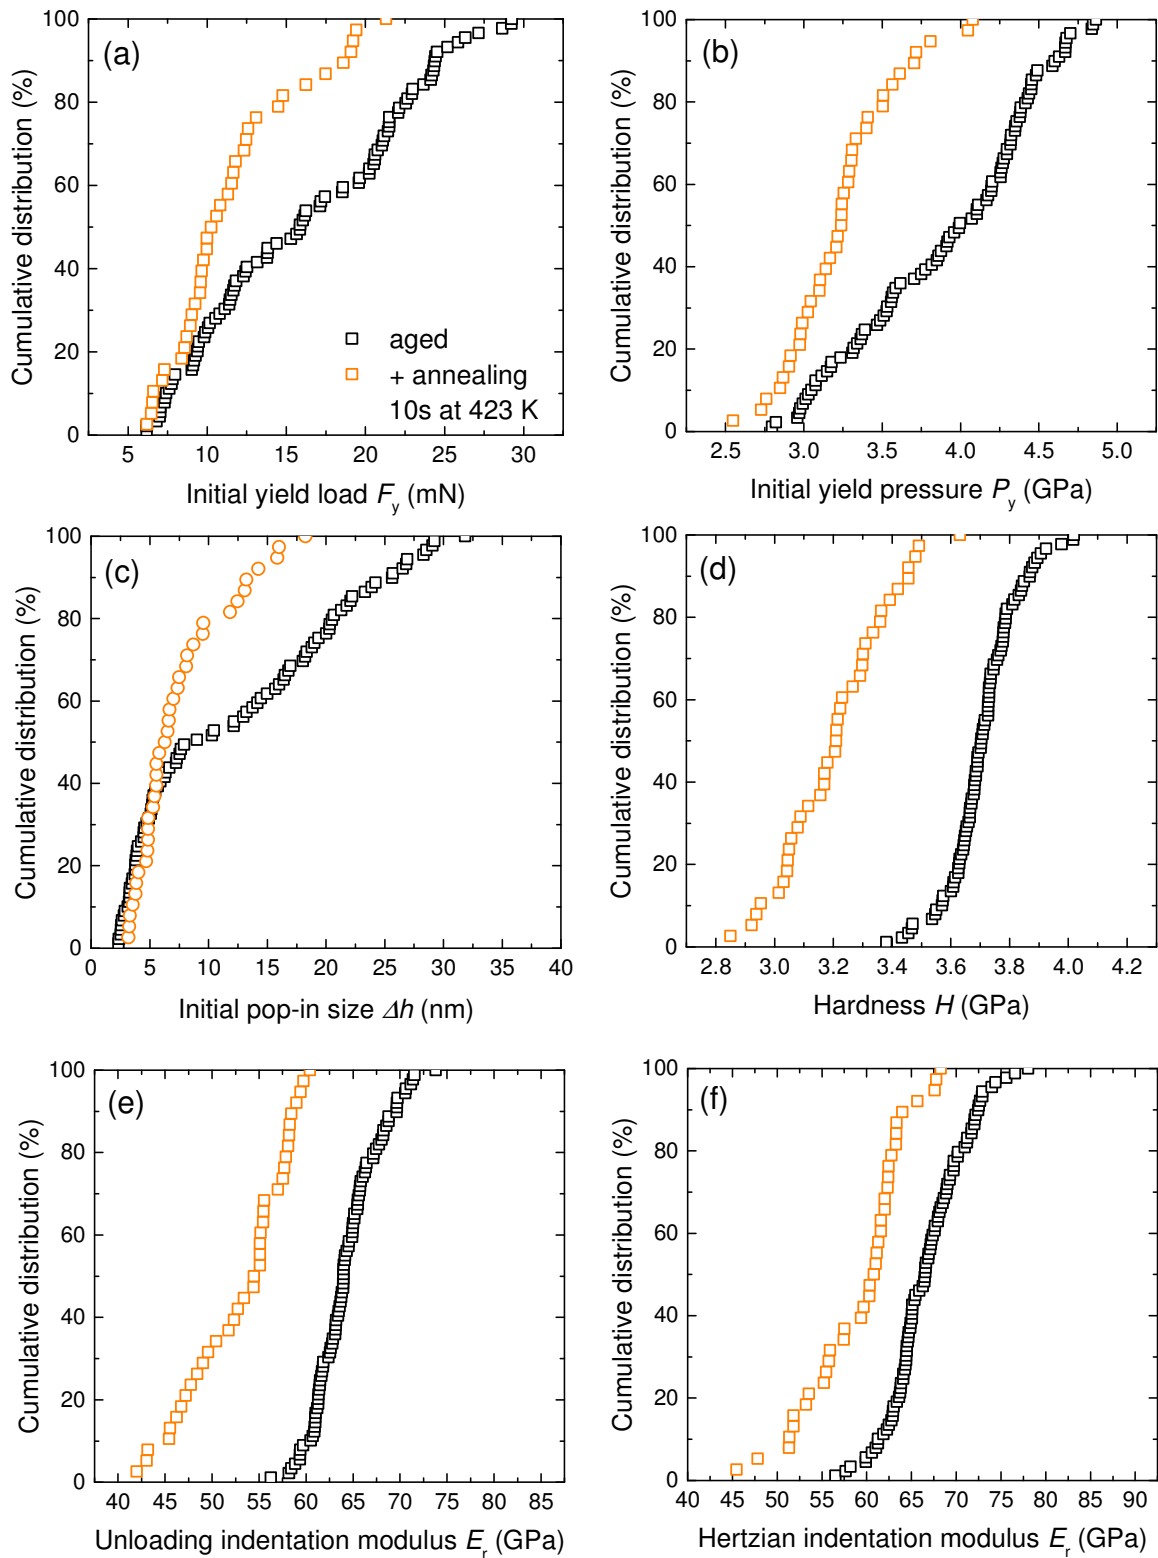 (a)
Cumulative distribution (%)
100
80
60
40
20
0
aged
+ annealing
10s at 423 K
5 10 15 20 25 30
Initial yield load Fy (mN)
(b)
Cumulative distribution (%)
100
80
60
40
20
0
2.5 3.0 3.5 4.0 4.5 5.0
Initial yield pressure Py (GPa)
(c)
Cumulative distribution (%)
100
80
60
40
20
0
0 5 10 15 20 25 30 35 40
Initial pop-in size Δh (nm)
(d)
Cumulative distribution (%)
100
80
60
40
20
0
2.8 3.0 3.2 3.4 3.6 3.8 4.0 4.2
Hardness H (GPa)
(e)
Cumulative distribution (%)
100
80
60
40
20
0
40 45 50 55 60 65 70 75 80 85
Unloading indentation modulus Er (GPa)
(f)
Cumulative distribution (%)
100
80
60
40
20
0
40 45 50 55 60 65 70 75 80 85 90
Hertzian indentation modulus Er (GPa)